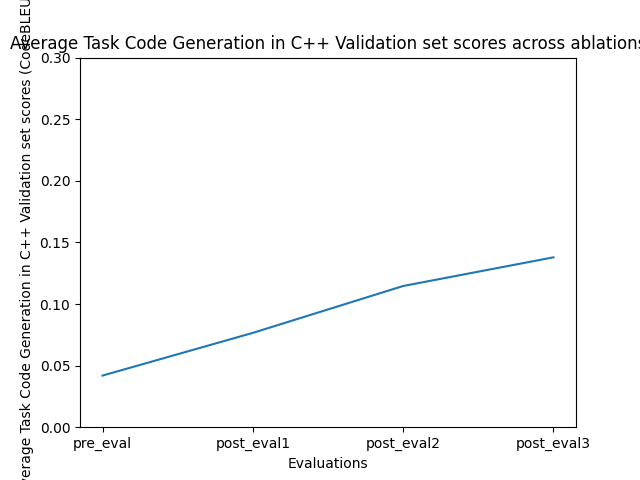 Average Task Code Generation in C++ Validation set scores across ablations
verage Task Code Generation in C++ Validation set scores (CodeBLEU
0.30
0.25
0.20
0.15
0.10
0.05
0.00
pre_eval
post_eval1
post_eval2
post_eval3
Evaluations